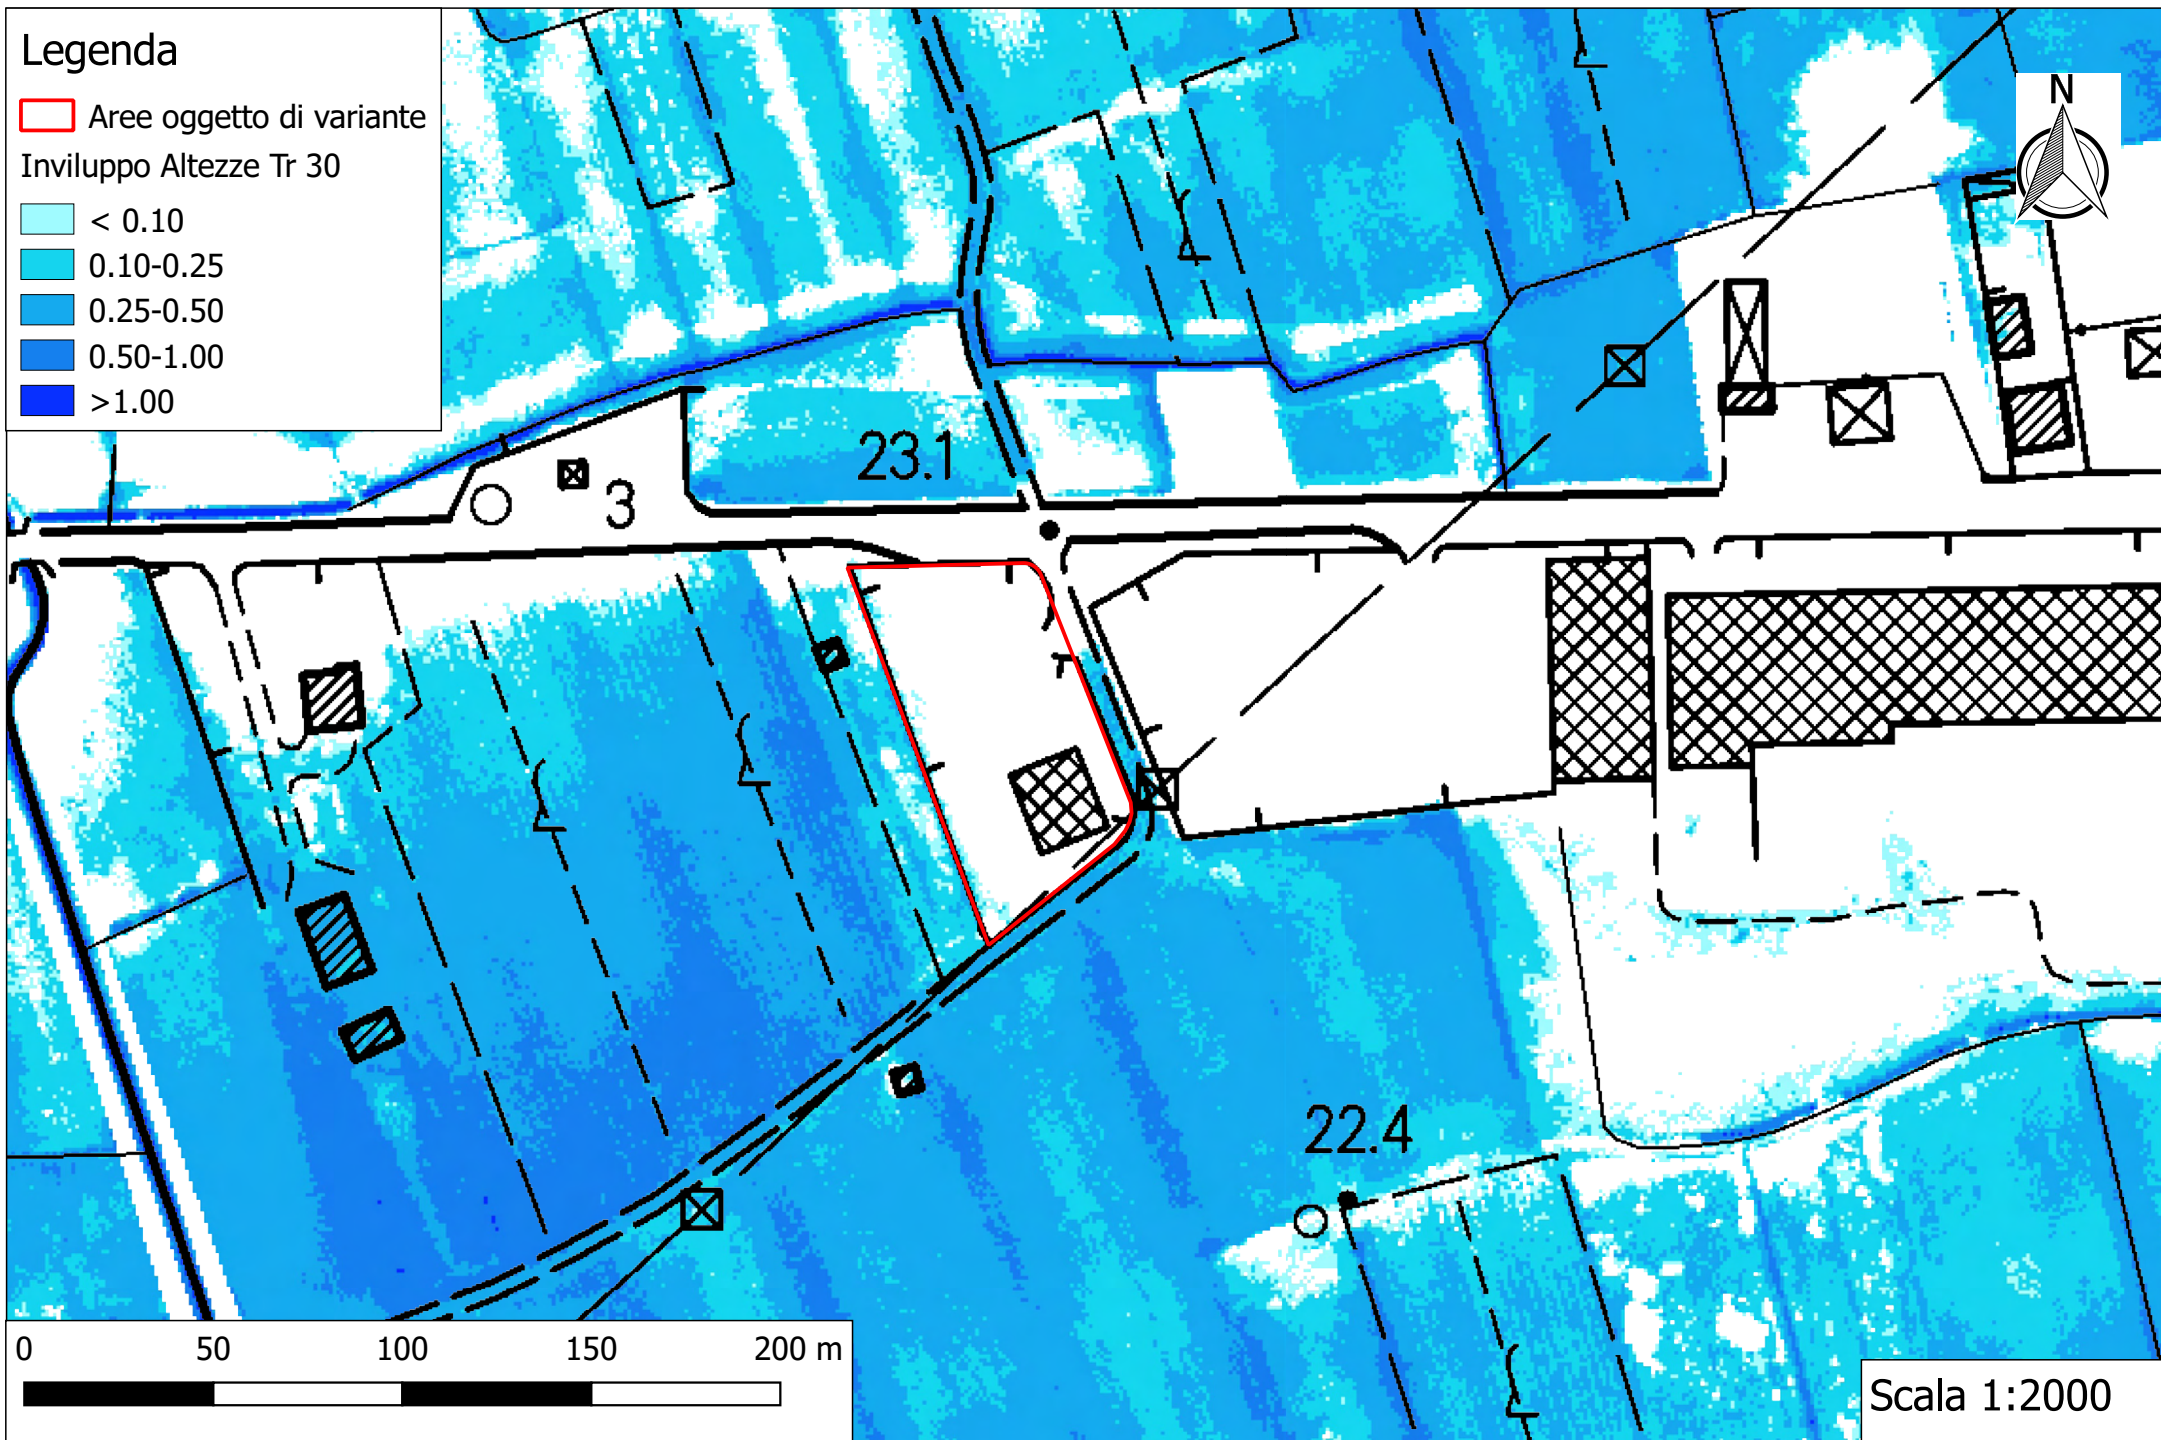 Legenda
Aree oggetto di variante
Inviluppo Altezze Tr 30
< 0.10
0.10-0.25
0.25-0.50
0.50-1.00
>1.00
N
23.1
3
22.4
0 50 100 150 200 m
Scala 1:2000